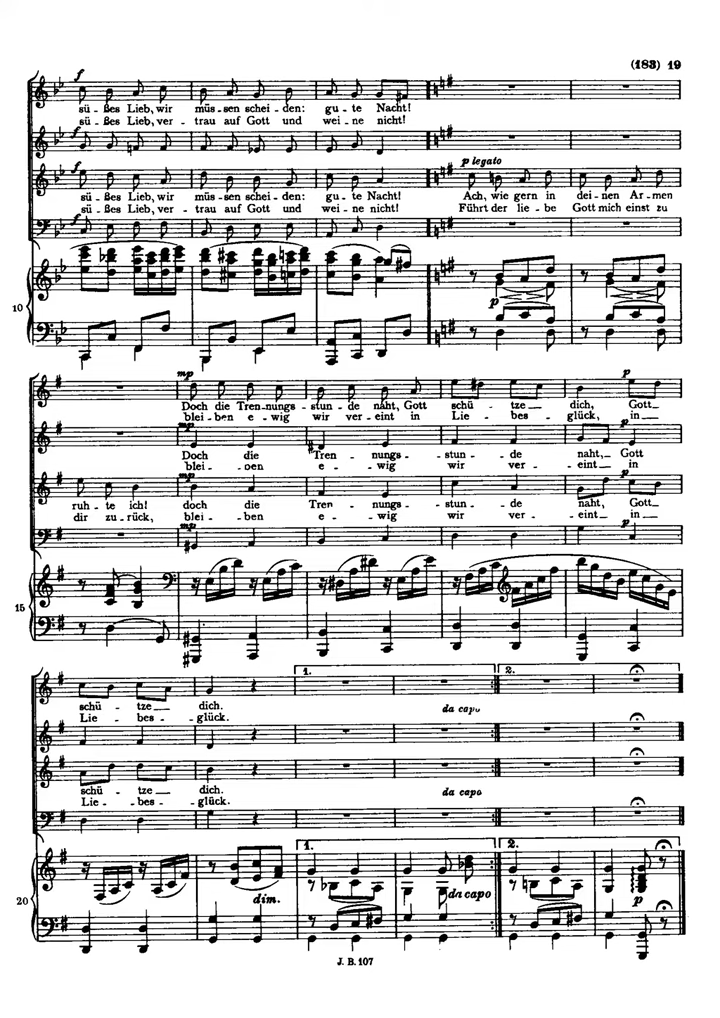 (183) 19
f
sü - ßes Lieb, wir müs - sen schei - den: gu - te Nacht!
sü - ßes Lieb, ver - trau auf Gott und wei - ne nicht!
f
f
p legato
sü - ßes Lieb, wir müs - sen schei - den: gu - te Nacht! Ach, wie gern in dei - nen Ar - men
sü - ßes Lieb, ver - trau auf Gott und wei - ne nicht! Führt der lie - be Gott mich einst zu
f
10
p
mp
p
Doch die Tren - nungs - stun - de naht, Gott schü - tze dich, Gott
blei - ben e - wig wir ver - eint in Lie - bes - glück, in
mp
Doch die Tren - nungs - stun - de naht, Gott
blei - oen e - wig wir ver - eint in
mp
p
ruh - te ich! doch die Tren - nungs - stun - de naht, Gott
dir zu - rück, blei - ben e - wig wir ver - eint in
mp
p
15
1.
2.
schü - tze dich. da capo
Lie - bes - glück.
schü - tze dich. da capo
Lie - bes - glück.
1.
2.
20
dim.
da capo
p
J. B. 107